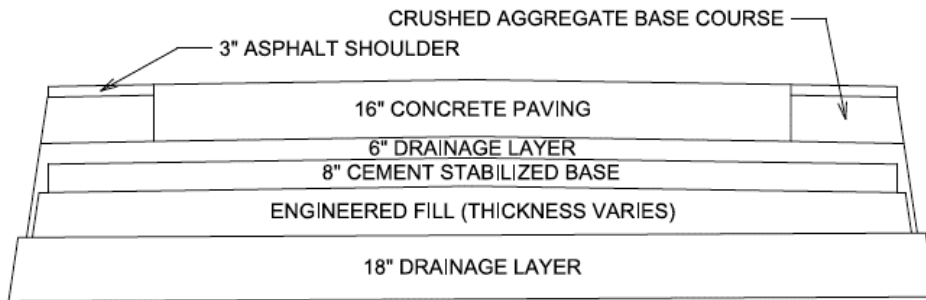 CRUSHED AGGREGATE BASE COURSE
3" ASPHALT SHOULDER
16" CONCRETE PAVING
6" DRAINAGE LAYER
8" CEMENT STABILIZED BASE
ENGINEERED FILL (THICKNESS VARIES)
18" DRAINAGE LAYER